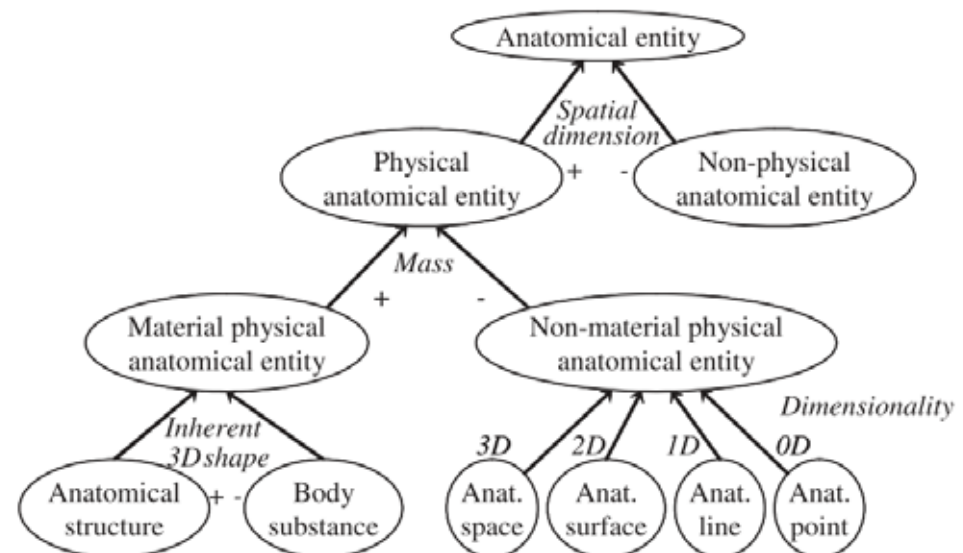 Anatomical entity
Spatial
dimension
Physical
anatomical entity
+ -
Non-physical
anatomical entity
Mass
+ -
Material physical
anatomical entity
Non-material physical
anatomical entity
Dimensionality
Inherent
3D shape
3D 2D 1D 0D
Anatomical
structure
+ -
Body
substance
Anat.
space
Anat.
surface
Anat.
line
Anat.
point